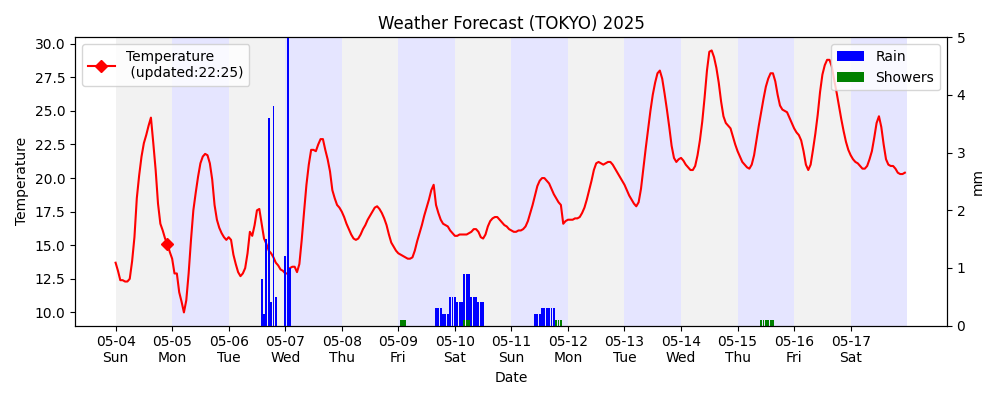 Weather Forecast (TOKYO) 2025
Temperature
(updated:22:25)
Rain
Showers
30.0
27.5
25.0
22.5
20.0
17.5
15.0
12.5
10.0
Temperature
5
4
3
2
1
0
mm
05-04 05-05 05-06 05-07 05-08 05-09 05-10 05-11 05-12 05-13 05-14 05-15 05-16 05-17
Sun Mon Tue Wed Thu Fri Sat Sun Mon Tue Wed Thu Fri Sat
Date